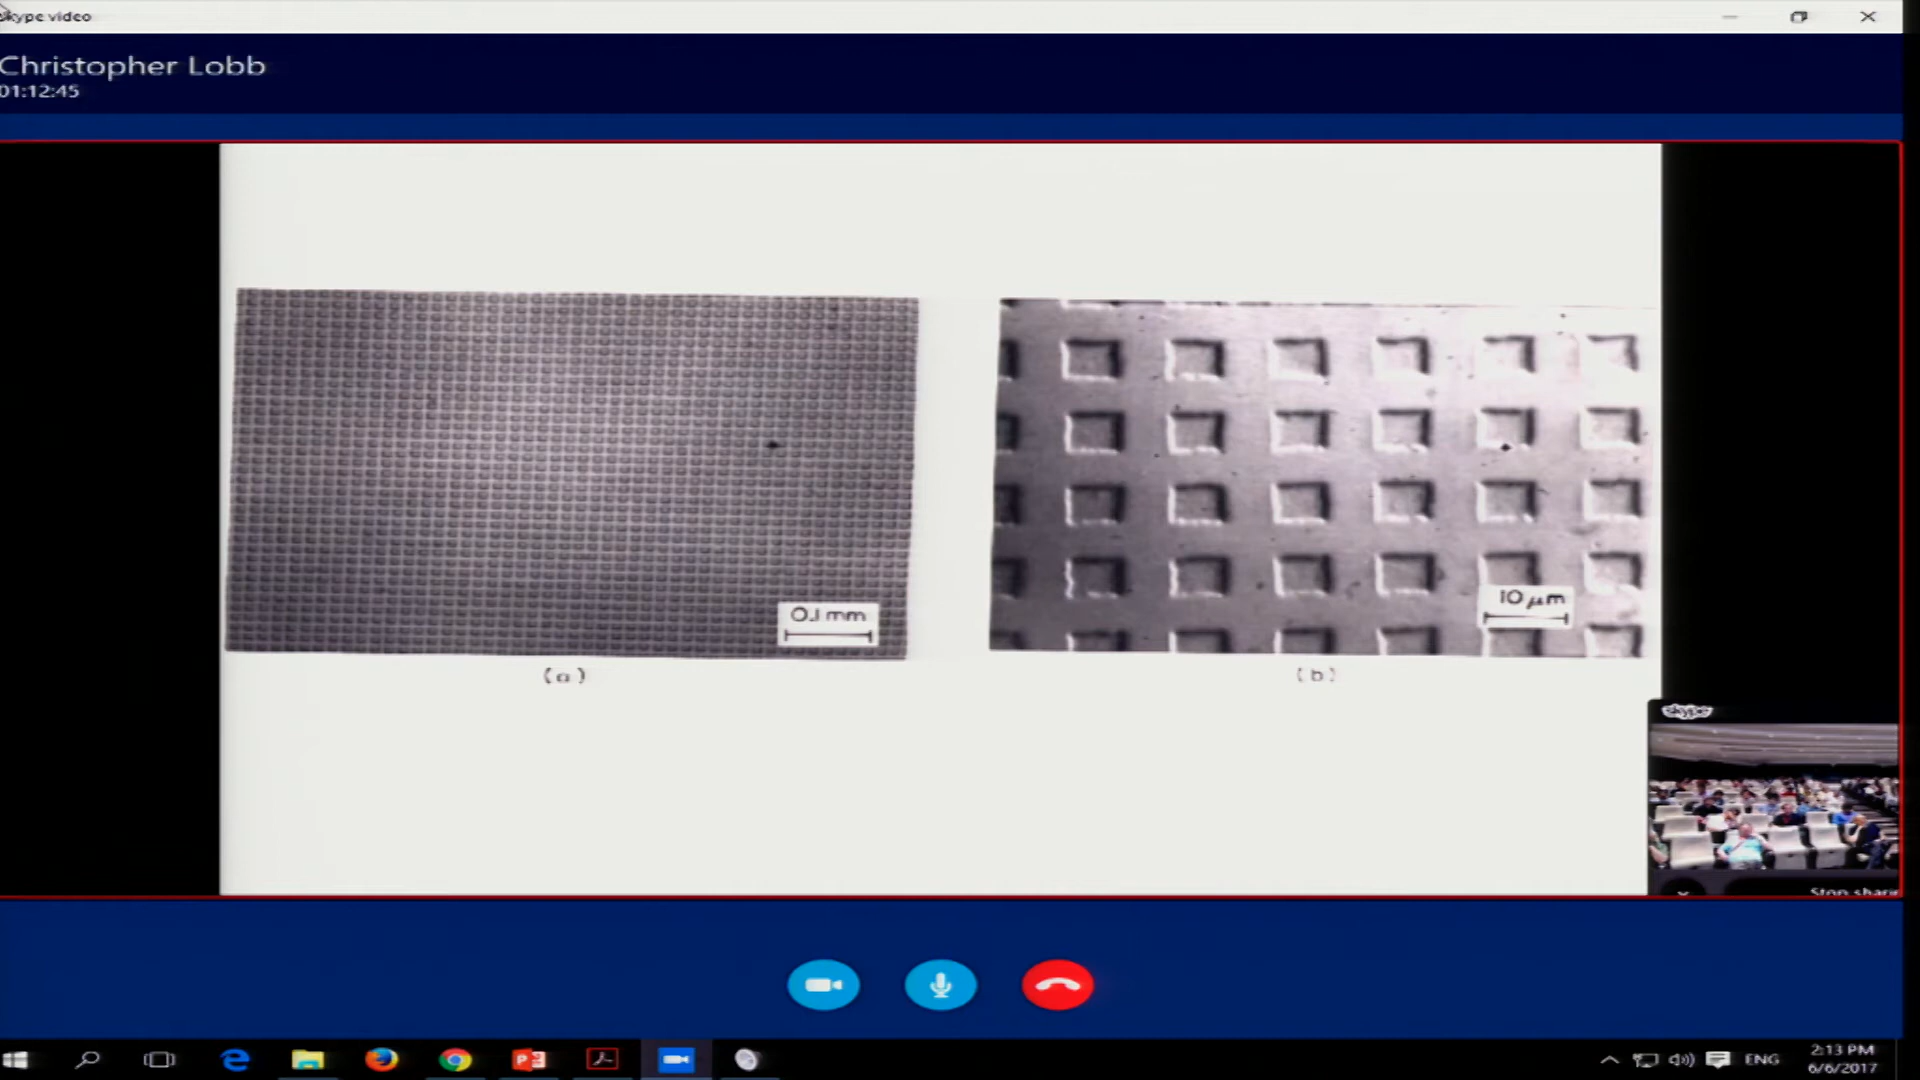 Skype video
Christopher Lobb
01:12:45
0.1 mm
10 μm
(a)
(b)
skype
Stop
ENG
2:13 PM
6/6/2017